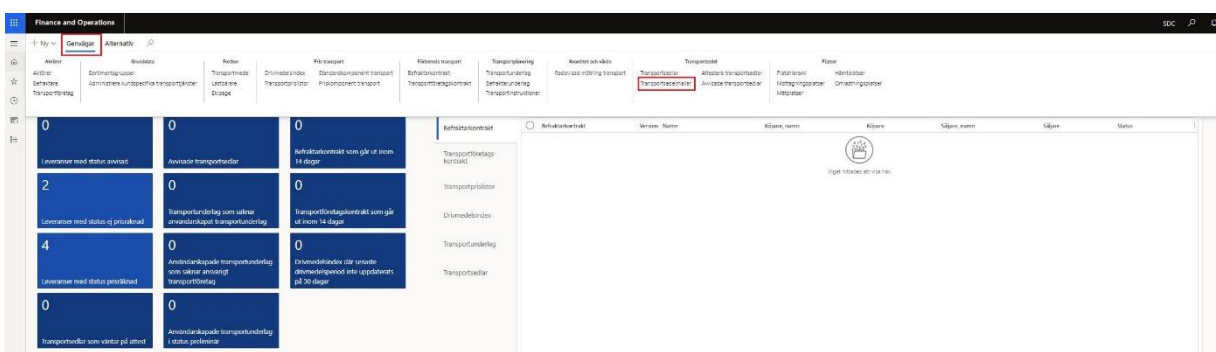 Finance and Operations
SDC
Ny
Genvägar
Alternativ
Aktörer
Grunddata
Fordon
Pris transport
Förbereda transport
Transportplanering
Kvantitet och värde
Transportsedel
Platser
Aktörer
Befraktare
Transportföretag
Sortimentsgrupper
Administrera kundspecifika transporttjänster
Transportmedel
Lastbärare
Ekipage
Drivmedelsindex
Transportprislistor
Standardkomponent transport
Priskomponent transport
Befraktarkontrakt
Transportföretagskontrakt
Transportunderlag
Befraktarunderlag
Transportinstruktioner
Redovisad mätning transport
Transportsedlar
Transportsedelmallar
Attestera transportsedlar
Avvisade transportsedlar
Platshierarki
Mottagningsplatser
Mätplatser
Hämtplatser
Omlastningsplatser
0
Leveranser med status avvisad
0
Avvisade transportsedlar
0
Befraktarkontrakt som går ut inom
14 dagar
2
Leveranser med status ej prisräknad
0
Transportunderlag som saknar
användarskapat transportunderlag
0
Transportföretagskontrakt som går
ut inom 14 dagar
4
Leveranser med status prisräknad
0
Användarskapade transportunderlag
som saknar ansvarigt
transportföretag
0
Drivmedelsindex där senaste
drivmedelsperiod inte uppdaterats
på 30 dagar
0
Transportsedlar som väntar på attest
0
Användarskapade transportunderlag
i status preliminär
Befraktarkontrakt
Transportföretags
kontrakt
Transportprislistor
Drivmedelsindex
Transportunderlag
Transportsedlar
Befraktarkontrakt
Version
Namn
Köpare, namn
Köpare
Säljare, namn
Säljare
Status
Inget hittades att visa här.